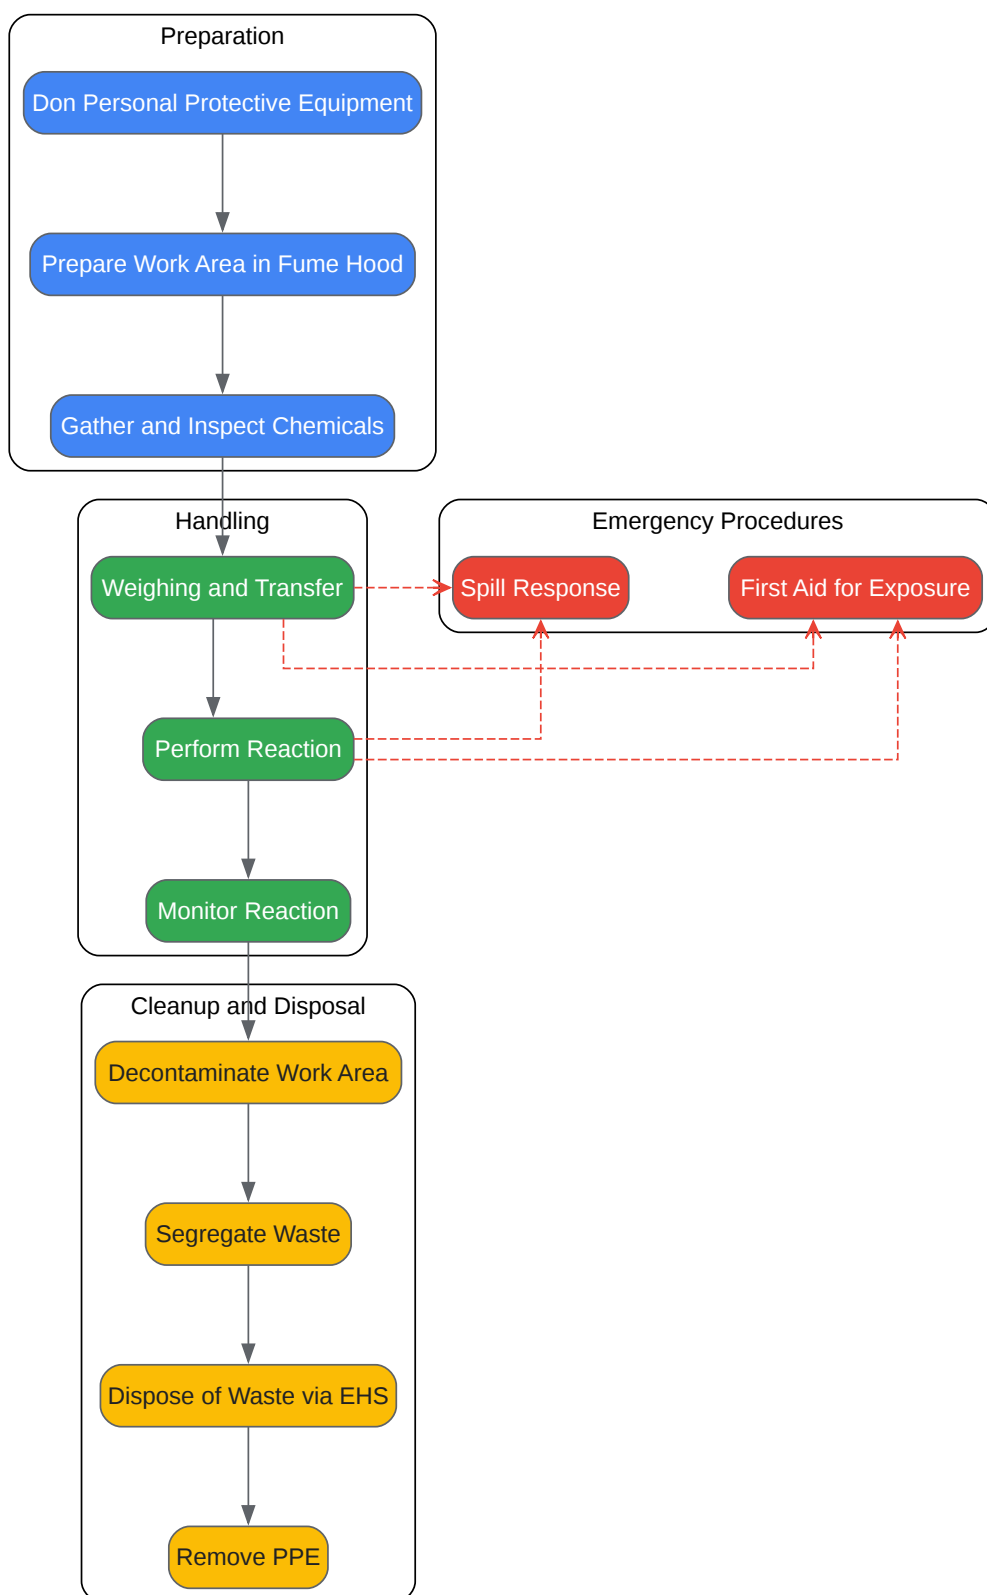 Preparation
Don Personal Protective Equipment
Prepare Work Area in Fume Hood
Gather and Inspect Chemicals
Handling
Weighing and Transfer
Perform Reaction
Monitor Reaction
Emergency Procedures
Spill Response
First Aid for Exposure
Cleanup and Disposal
Decontaminate Work Area
Segregate Waste
Dispose of Waste via EHS
Remove PPE